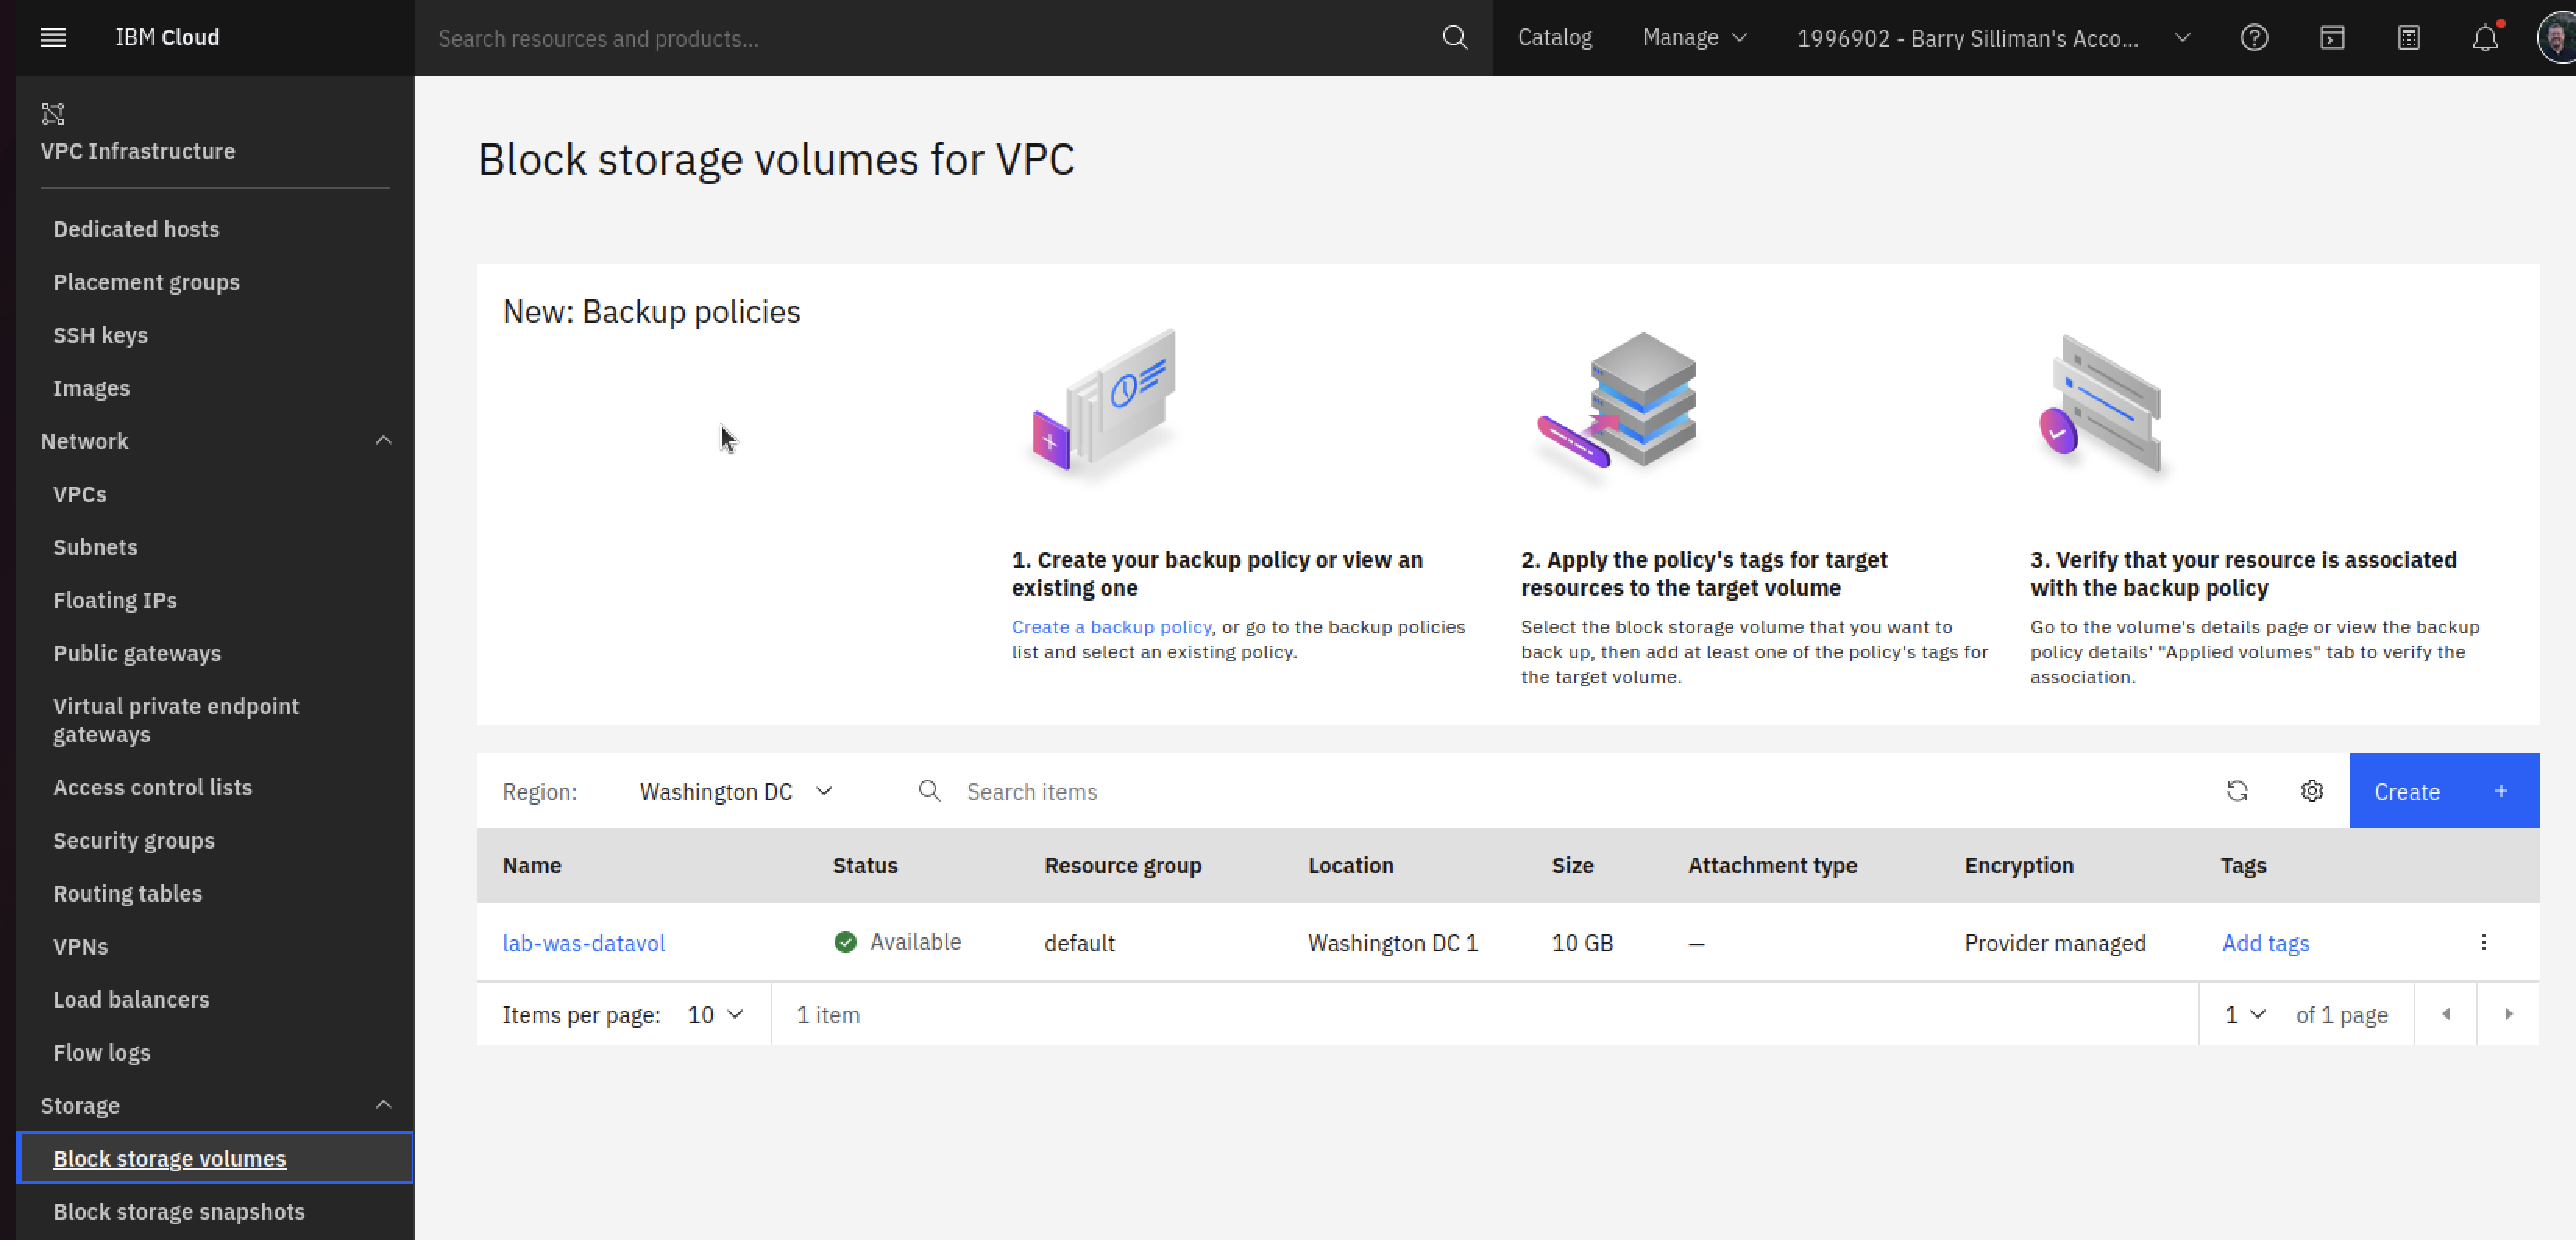 IBM Cloud
Search resources and products...
Catalog
Manage
1996902 - Barry Silliman's Acco...
VPC Infrastructure
Dedicated hosts
Placement groups
SSH keys
Images
Network
VPCs
Subnets
Floating IPs
Public gateways
Virtual private endpoint
gateways
Access control lists
Security groups
Routing tables
VPNs
Load balancers
Flow logs
Storage
Block storage volumes
Block storage snapshots
Block storage volumes for VPC
New: Backup policies
1. Create your backup policy or view an
existing one
Create a backup policy, or go to the backup policies
list and select an existing policy.
2. Apply the policy's tags for target
resources to the target volume
Select the block storage volume that you want to
back up, then add at least one of the policy's tags for
the target volume.
3. Verify that your resource is associated
with the backup policy
Go to the volume's details page or view the backup
policy details' "Applied volumes" tab to verify the
association.
Region: Washington DC
Search items
Create +
Name Status Resource group Location Size Attachment type Encryption Tags
lab-was-datavol Available default Washington DC 1 10 GB – Provider managed Add tags
Items per page: 10 1 item 1 of 1 page